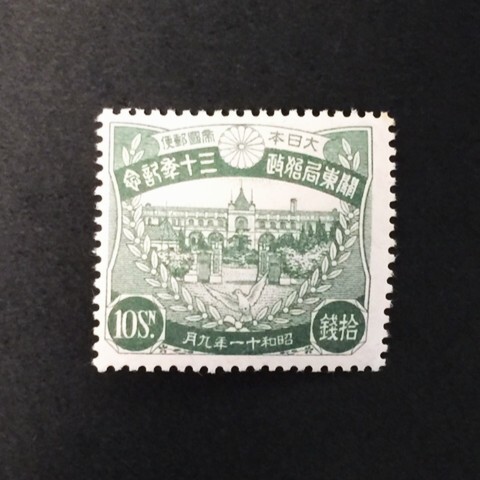 大日本帝國郵便
關東局始政三十年記念
10SN.
拾錢
昭和十一年九月